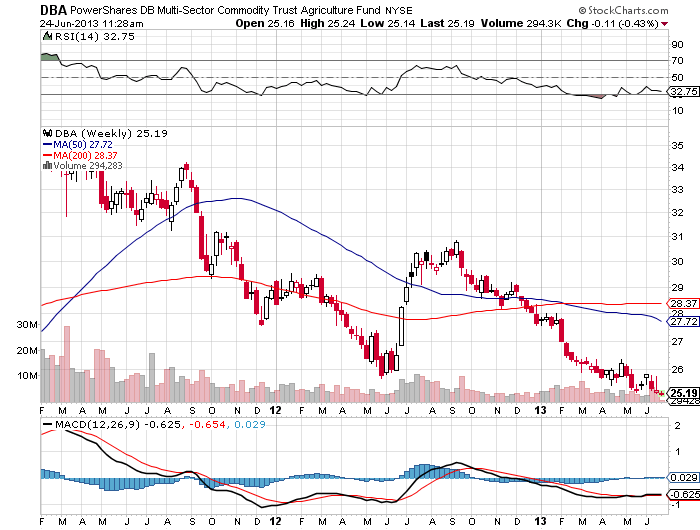 DBA PowerShares DB Multi-Sector Commodity Trust Agriculture Fund NYSE © StockCharts.com
24-Jun-2013 11:28am Open 25.16 High 25.24 Low 25.14 Last 25.19 Volume 294.3K Chg -0.11 (-0.43%)
RSI(14) 32.75
90
70
50
32.75
30
10
DBA (Weekly) 25.19
MA(50) 27.72
MA(200) 28.37
Volume 294,283
35
34
33
32
31
30
29
28.37
28
27.72
27
26
25.19
294283
30M
20M
10M
F M A M J J A S O N D 12 F M A M J J A S O N D 13 F M A M J
MACD(12,26,9) -0.625, -0.654, 0.029
2
1
0.029
-0.625
-1
F M A M J J A S O N D 12 F M A M J J A S O N D 13 F M A M J